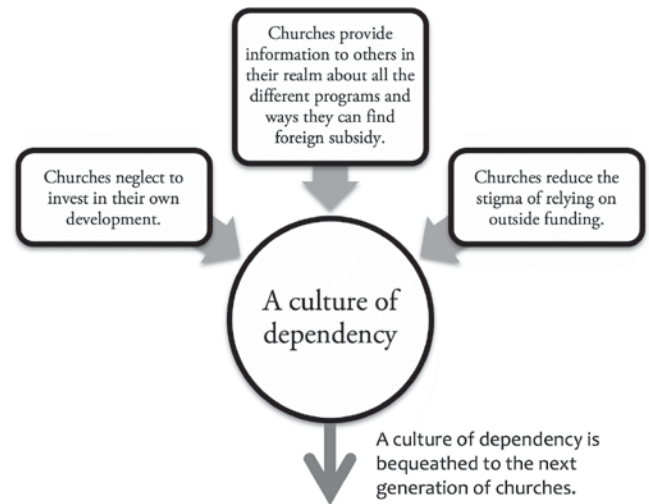 Churches provide
information to others in
their realm about all the
different programs and
ways they can find
foreign subsidy.
Churches neglect to
invest in their own
development.
Churches reduce the
stigma of relying on
outside funding.
A culture of
dependency
A culture of dependency is
bequeathed to the next
generation of churches.